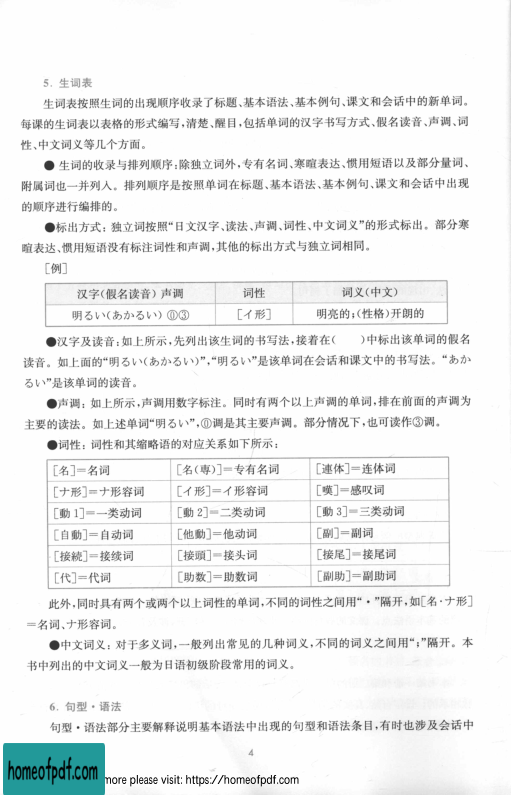 5. 生词表
生词表按照生词的出现顺序收录了标题、基本语法、基本例句、课文和会话中的新单词。
每课的生词表以表格的形式编写,清楚、醒目,包括单词的汉字书写方式、假名读音、声调、词
性、中文词义等几个方面。
● 生词的收录与排列顺序:除独立词外,专有名词、寒暄表达、惯用短语以及部分量词、
附属词也一并列入。排列顺序是按照单词在标题、基本语法、基本例句、课文和会话中出现
的顺序进行编排的。
●标出方式:独立词按照“日文汉字、读法、声调、词性、中文词义”的形式标出。部分寒
暄表达、惯用短语没有标注词性和声调,其他的标出方式与独立词相同。
[例]
汉字(假名读音) 声调 词性 词义(中文)
明るい(あかるい) ⓪③ [イ形] 明亮的;(性格)开朗的
●汉字及读音:如上所示,先列出该生词的书写法,接着在( )中标出该单词的假名
读音。如上面的“明るい(あかるい)”,“明るい”是该单词在会话和课文中的书写法。“あか
るい”是该单词的读音。
●声调:如上所示,声调用数字标注。同时有两个以上声调的单词,排在前面的声调为
主要的读法。如上述单词“明るい”,⓪调是其主要声调。部分情况下,也可读作③调。
●词性:词性和其缩略语的对应关系如下所示:
[名]=名词 [名(専)]=专有名词 [連体]=连体词
[ナ形]=ナ形容词 [イ形]=イ形容词 [嘆]=感叹词
[動1]=一类动词 [動2]=二类动词 [動3]=三类动词
[自動]=自动词 [他動]=他动词 [副]=副词
[接続]=接续词 [接頭]=接头词 [接尾]=接尾词
[代]=代词 [助数]=助数词 [副助]=副助词
此外,同时具有两个或两个以上词性的单词,不同的词性之间用“・”隔开,如[名・ナ形]
=名词、ナ形容词。
●中文词义:对于多义词,一般列出常见的几种词义,不同的词义之间用“;”隔开。本
书中列出的中文词义一般为日语初级阶段常用的词义。
6. 句型・语法
句型・语法部分主要解释说明基本语法中出现的句型和语法条目,有时也涉及会话中
4
homeofpdf.com
more please visit: https://homeofpdf.com